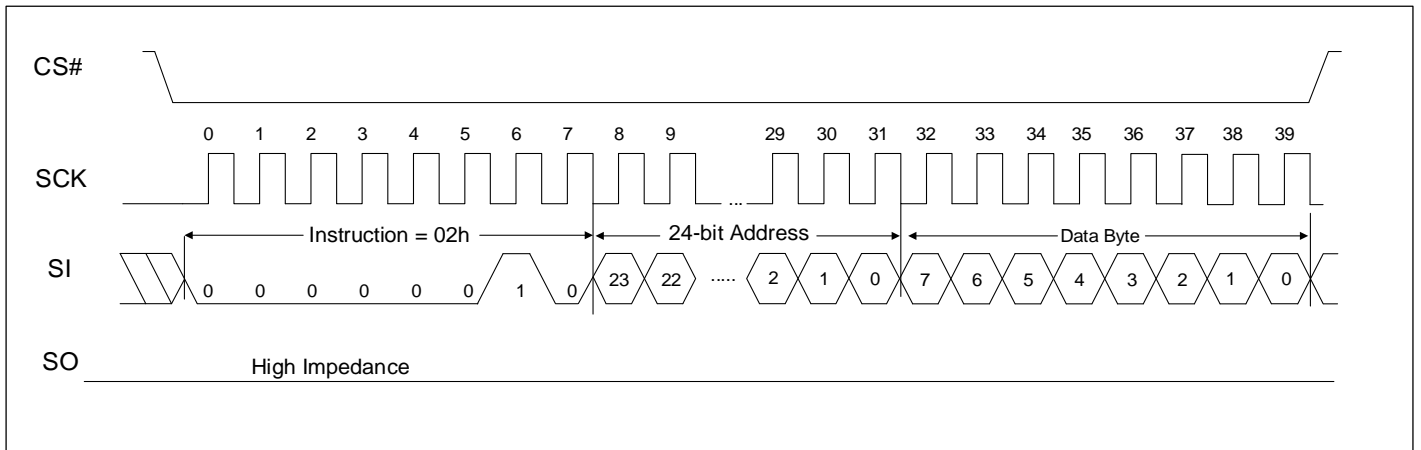 CS#
0 1 2 3 4 5 6 7 8 9 29 30 31 32 33 34 35 36 37 38 39
SCK
...
Instruction = 02h 24-bit Address Data Byte
SI
0 0 0 0 0 0 1 0 23 22 ..... 2 1 0 7 6 5 4 3 2 1 0
SO
High Impedance